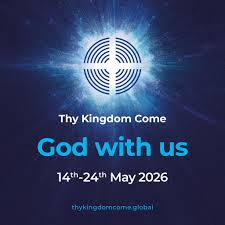 Thy Kingdom Come
God with us
14th-24th May 2026
thykingdomcome.global